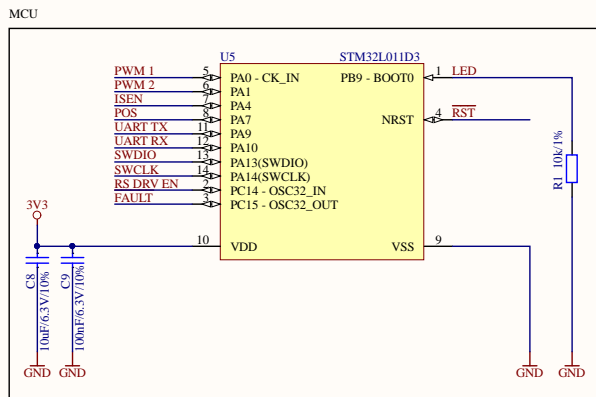 MCU
U5 STM32L011D3
PWM 1 5 PA0 - CK_IN PB9 - BOOT0 1 LED
PWM 2 6 PA1
ISEN 7 PA4
POS 8 PA7 NRST 4 RST
UART TX 11 PA9
UART RX 12 PA10
SWDIO 13 PA13(SWDIO)
SWCLK 14 PA14(SWCLK)
RS DRV EN 2 PC14 - OSC32_IN
FAULT 3 PC15 - OSC32_OUT
R1 10k/1%
3V3
10 VDD VSS 9
C8
10uF/6.3V/10%
C9
100nF/6.3V/10%
GND GND GND GND